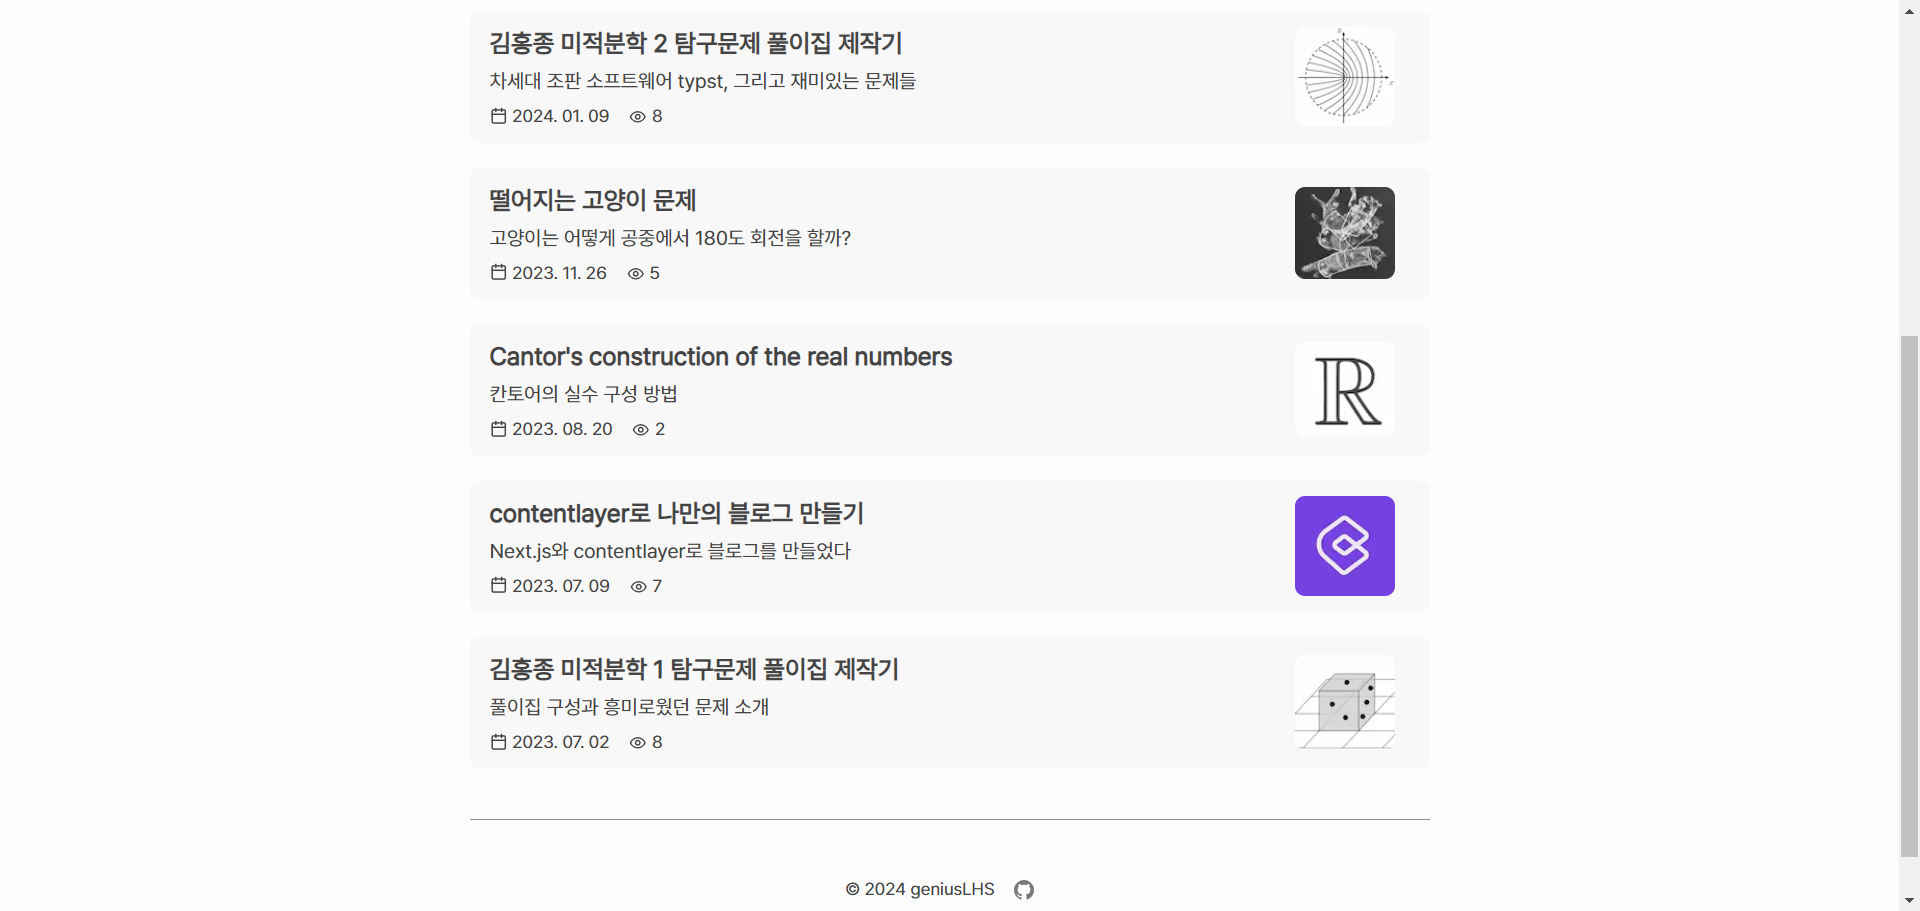 김홍종 미적분학 2 탐구문제 풀이집 제작기
차세대 조판 소프트웨어 typst, 그리고 재미있는 문제들
2024. 01. 09 8
떨어지는 고양이 문제
고양이는 어떻게 공중에서 180도 회전을 할까?
2023. 11. 26 5
Cantor's construction of the real numbers
칸토어의 실수 구성 방법
2023. 08. 20 2
ℝ
contentlayer로 나만의 블로그 만들기
Next.js와 contentlayer로 블로그를 만들었다
2023. 07. 09 7
김홍종 미적분학 1 탐구문제 풀이집 제작기
풀이집 구성과 흥미로웠던 문제 소개
2023. 07. 02 8
© 2024 geniusLHS